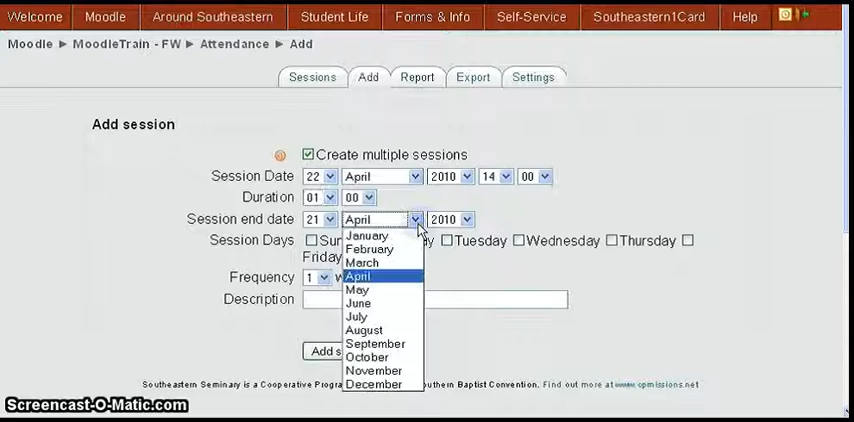 Welcome Moodle Around Southeastern Student Life Forms & Info Self-Service Southeastern1Card Help
Moodle ► MoodleTrain - FW ► Attendance ► Add
Sessions Add Report Export Settings
Add session
Create multiple sessions
Session Date 22 April 2010 14 00
Duration 01 00
Session end date 21 April 2010
January
February
March
April
May
June
July
August
September
October
November
December
Session Days Tuesday Wednesday Thursday
Friday
Frequency 1
Description
Add
Southeastern Seminary is a Cooperative Southern Baptist Convention. Find out more at www.cpmissions.net
Screencast-O-Matic.com